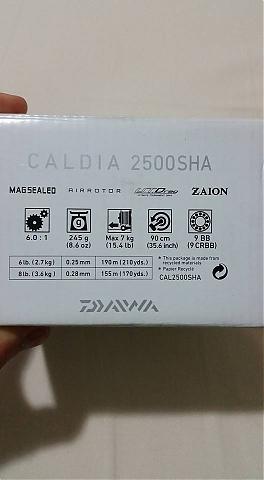 CALDIA 2500SHA
MAGSEALED AIRROTOR ZAION
6.0 : 1 245 g Max 7 kg 90 cm 9 BB
(8.6 oz) (15.4 lb) (35.6 inch) (9 CRBB)
g
6 lb. (2.7 kg) 0.25 mm 190 m (210 yds.)
8 lb. (3.6 kg) 0.28 mm 155 m (170 yds.)
* This package is made from
recycled materials
* Papier Recyclé
CAL2500SHA
DAIWA